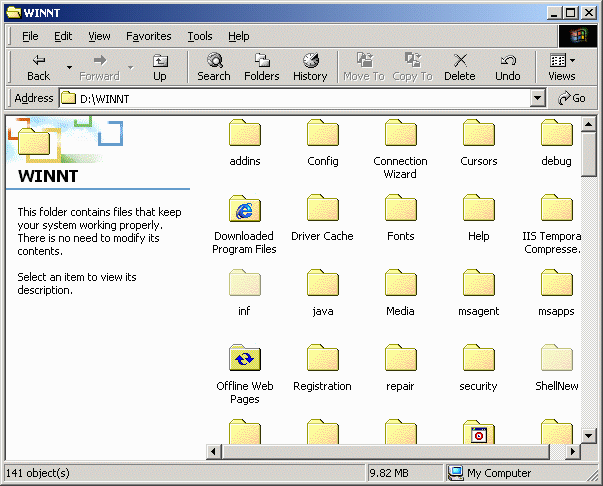 WINNT
File Edit View Favorites Tools Help
Back Forward Up Search Folders History Move To Copy To Delete Undo Views
Address D:\WINNT Go
WINNT
This folder contains files that keep
your system working properly.
There is no need to modify its
contents.
Select an item to view its
description.
addins Config Connection Cursors debug
Wizard
Downloaded Driver Cache Fonts Help IIS Tempora
Program Files Compresse.
inf java Media msagent msapps
Offline Web Registration repair security ShellNew
Pages
141 object(s) 9.82 MB My Computer